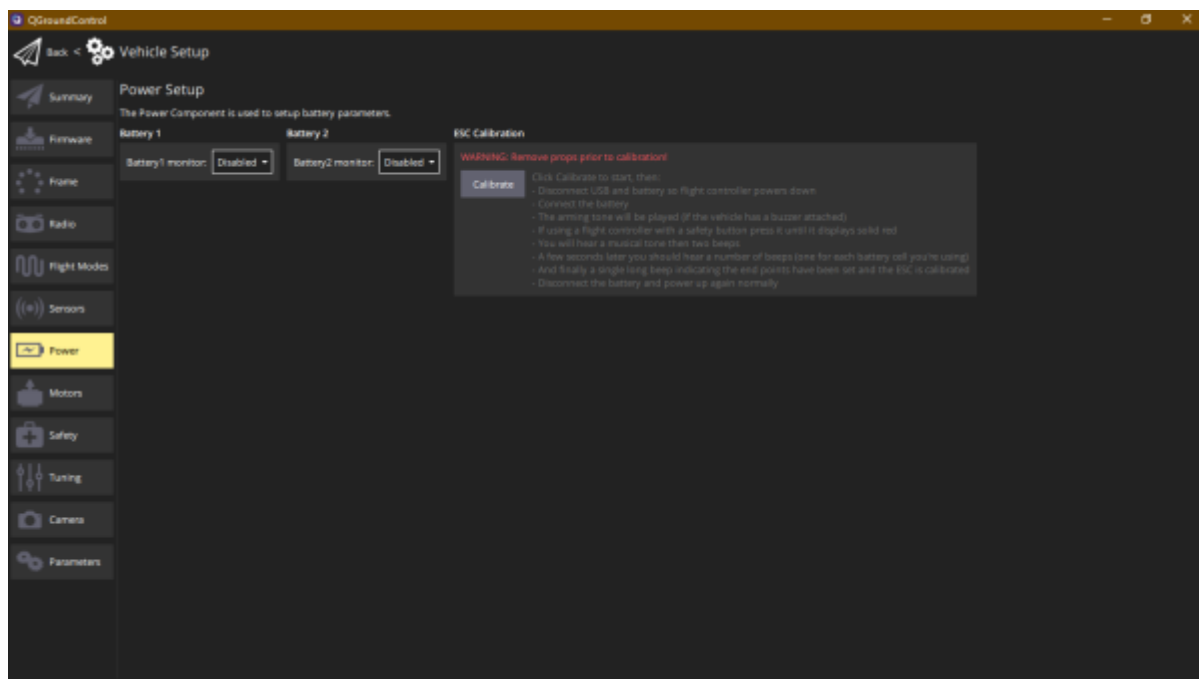 QGroundControl
Back < Vehicle Setup
Summary
Firmware
Frame
Radio
Flight Modes
Sensors
Power
Motors
Safety
Tuning
Camera
Parameters
Power Setup
The Power Component is used to setup battery parameters.
Battery 1
Battery1 monitor: Disabled
Battery 2
Battery2 monitor: Disabled
ESC Calibration
WARNING: Remove props prior to calibration!
Calibrate
Click Calibrate to start, then:
- Disconnect USB and battery so flight controller powers down
- Connect the battery
- The arming tone will be played (if the vehicle has a buzzer attached)
- If using a flight controller with a safety button press it until it displays solid red
- You will hear a musical tone then two beeps
- A few seconds later you should hear a number of beeps (one for each battery cell you're using)
- And finally a single long beep indicating the end points have been set and the ESC is calibrated
- Disconnect the battery and power up again normally